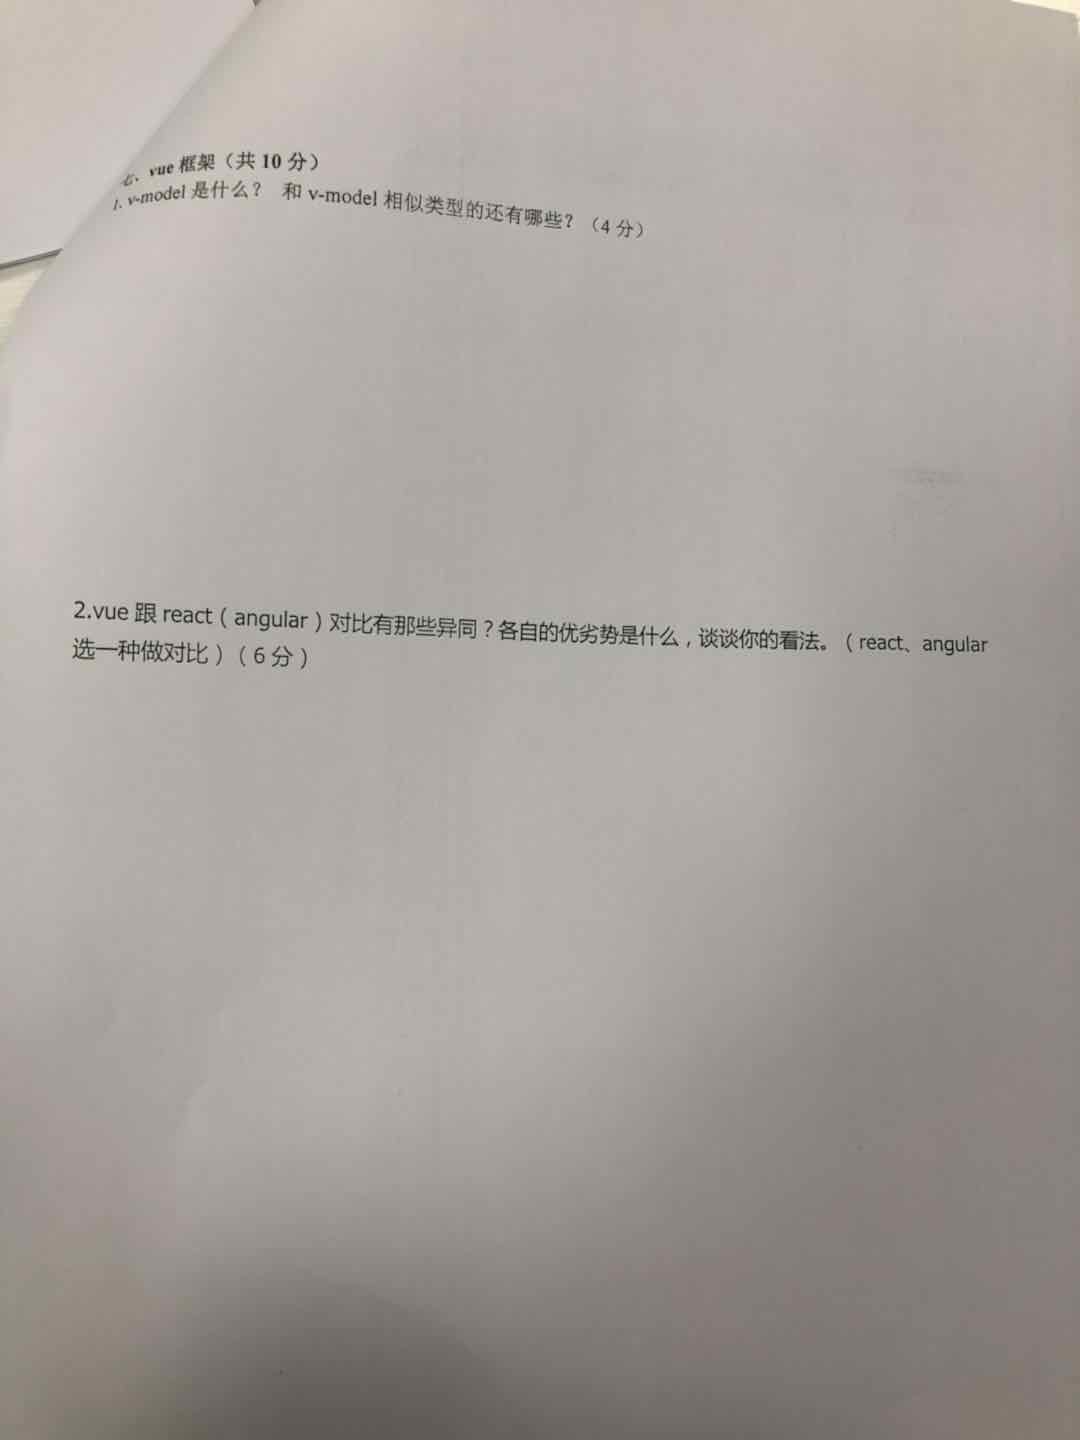 七、vue 框架（共 10 分）
1. v-model 是什么？ 和 v-model 相似类型的还有哪些？（4 分）
2.vue 跟 react（angular）对比有那些异同？各自的优劣势是什么，谈谈你的看法。（react、angular
选一种做对比）（6 分）